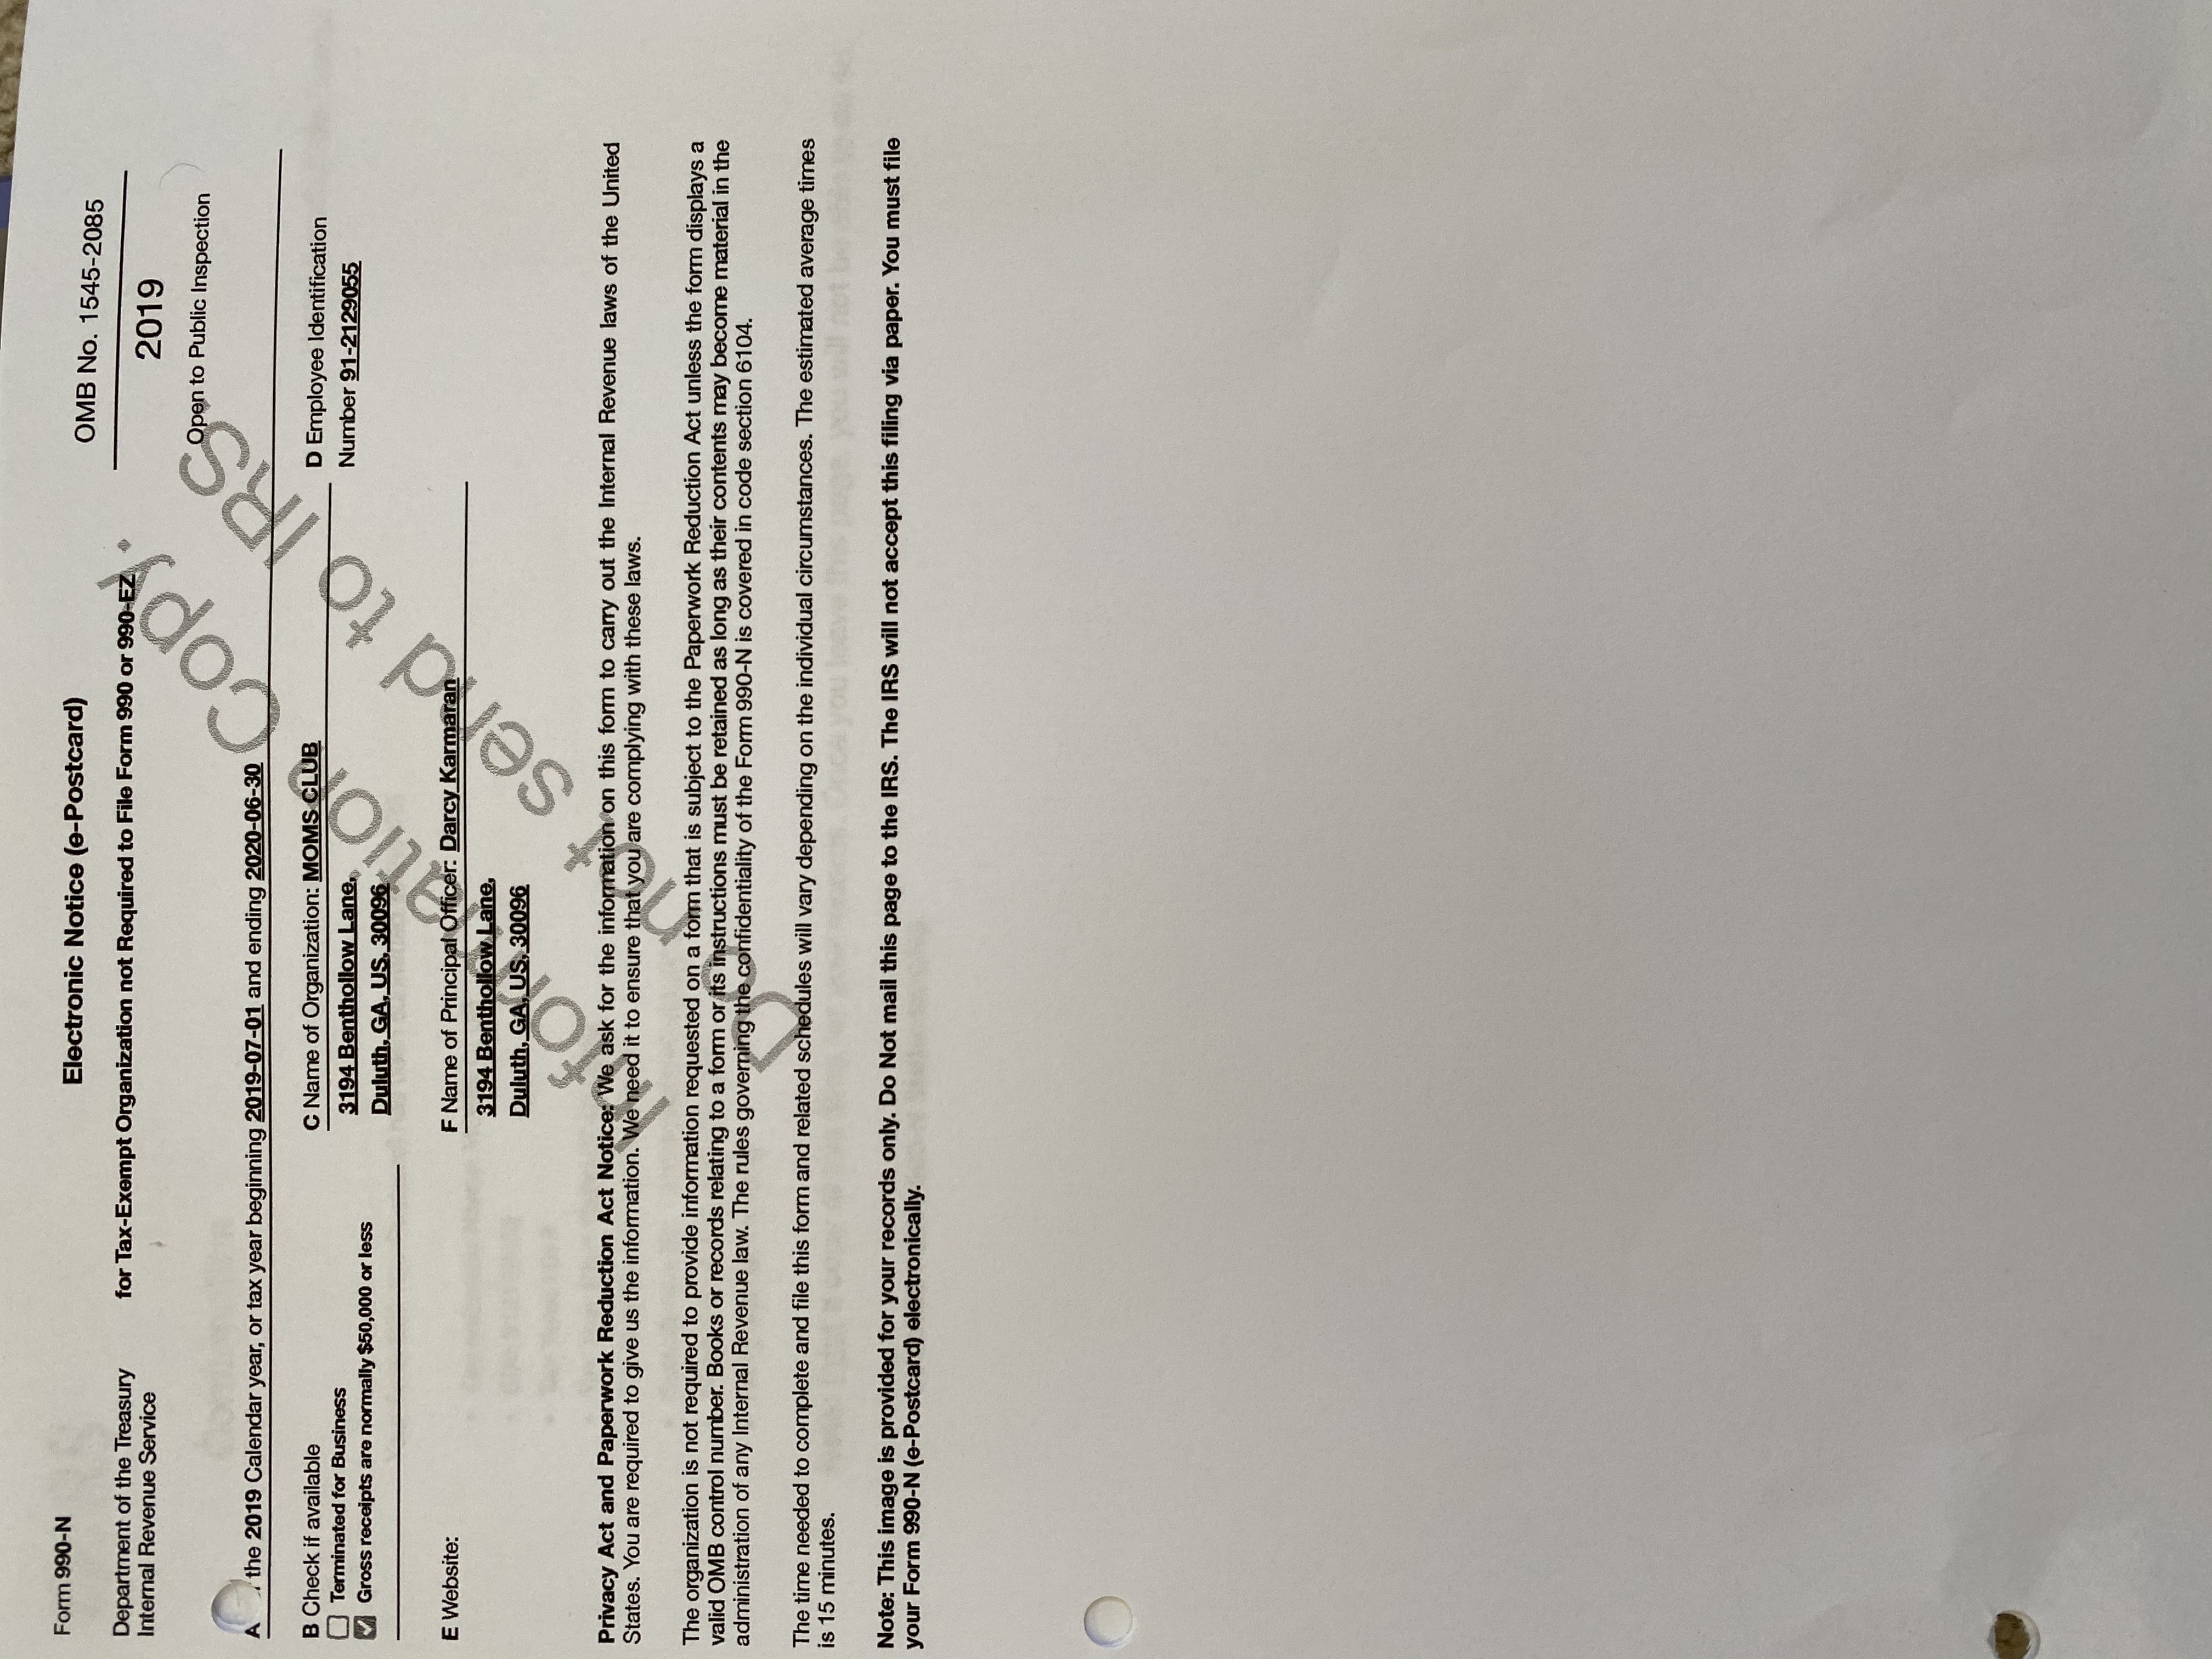 Form 990-N
Electronic Notice (e-Postcard)
OMB No. 1545-2085
Department of the Treasury
Internal Revenue Service
for Tax-Exempt Organization not Required to File Form 990 or 990-EZ
2019
Open to Public Inspection
A the 2019 Calendar year, or tax year beginning 2019-07-01 and ending 2020-06-30
B Check if available
Terminated for Business
Gross receipts are normally $50,000 or less
C Name of Organization: MOMS CLUB
3194 Benthollow Lane,
Duluth, GA, US, 30096
D Employee Identification
Number 91-2129055
E Website:
F Name of Principal Officer: Darcy Karmaran
3194 Benthollow Lane,
Duluth, GA, US, 30096
Information Copy.
Do not send to IRS.
Privacy Act and Paperwork Reduction Act Notice: We ask for the information on this form to carry out the Internal Revenue laws of the United
States. You are required to give us the information. We need it to ensure that you are complying with these laws.
The organization is not required to provide information requested on a form that is subject to the Paperwork Reduction Act unless the form displays a
valid OMB control number. Books or records relating to a form or its instructions must be retained as long as their contents may become material in the
administration of any Internal Revenue law. The rules governing the confidentiality of the Form 990-N is covered in code section 6104.
The time needed to complete and file this form and related schedules will vary depending on the individual circumstances. The estimated average times
is 15 minutes.
Note: This image is provided for your records only. Do Not mail this page to the IRS. The IRS will not accept this filing via paper. You must file
your Form 990-N (e-Postcard) electronically.